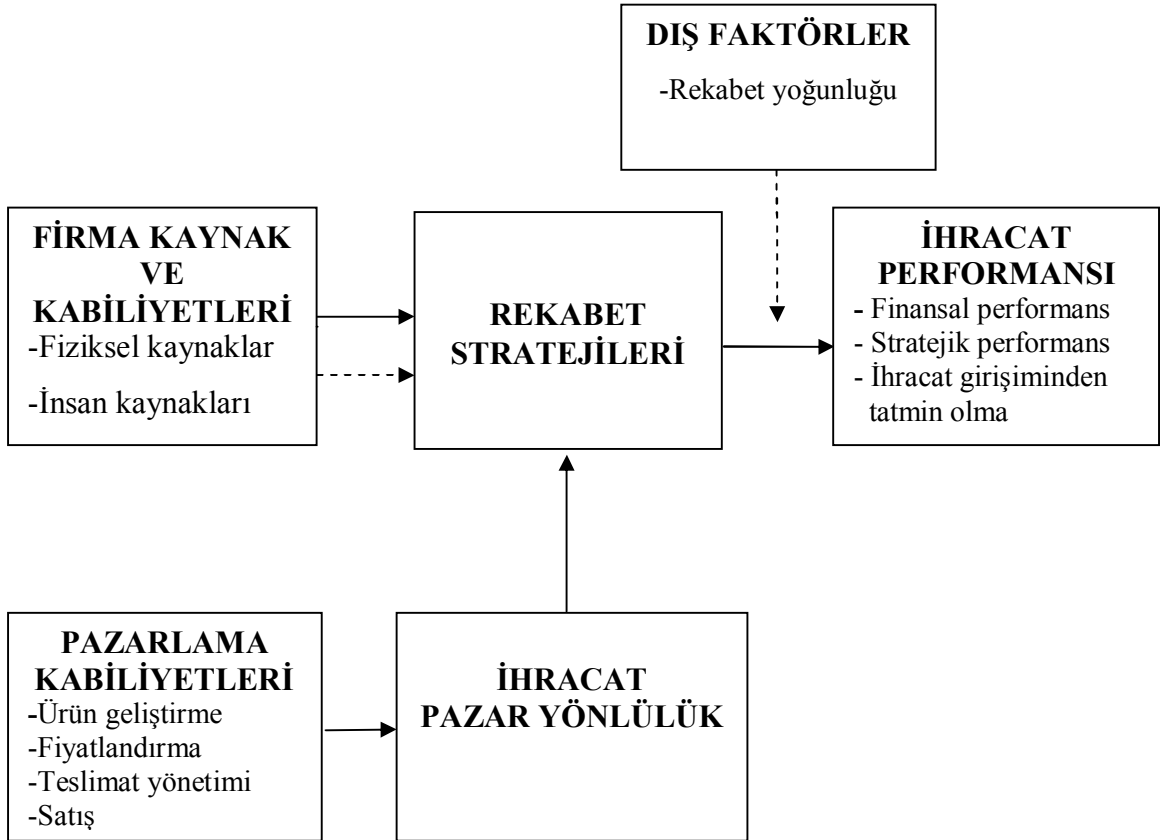 DIŞ FAKTÖRLER
-Rekabet yoğunluğu
FİRMA KAYNAK
VE
KABİLİYETLERİ
-Fiziksel kaynaklar
-İnsan kaynakları
REKABET
STRATEJİLERİ
İHRACAT
PERFORMANSI
- Finansal performans
- Stratejik performans
- İhracat girişiminden
tatmin olma
PAZARLAMA
KABİLİYETLERİ
-Ürün geliştirme
-Fiyatlandırma
-Teslimat yönetimi
-Satış
İHRACAT
PAZAR YÖNLÜLÜK